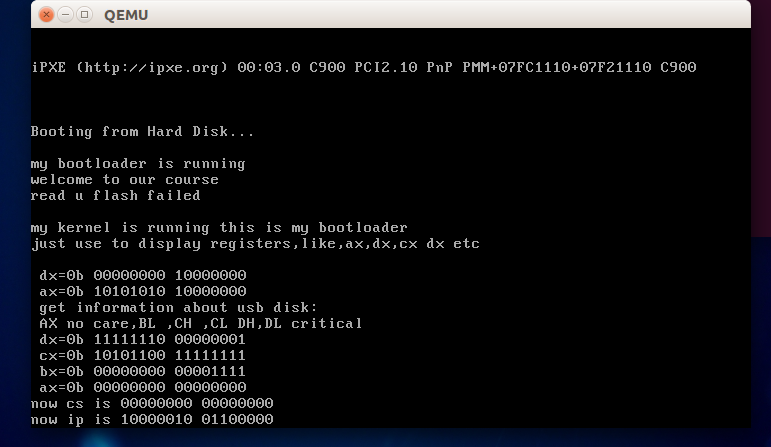 QEMU
iPXE (http://ipxe.org) 00:03.0 C900 PCI2.10 PnP PMM+07FC1110+07F21110 C900
Booting from Hard Disk...
my bootloader is running
welcome to our course
read u flash failed
my kernel is running this is my bootloader
just use to display registers,like,ax,dx,cx dx etc
dx=0b 00000000 10000000
ax=0b 10101010 10000000
get information about usb disk:
AX no care,BL ,CH ,CL DH,DL critical
dx=0b 11111110 00000001
cx=0b 10101100 11111111
bx=0b 00000000 00001111
ax=0b 00000000 00000000
now cs is 00000000 00000000
now ip is 10000010 01100000